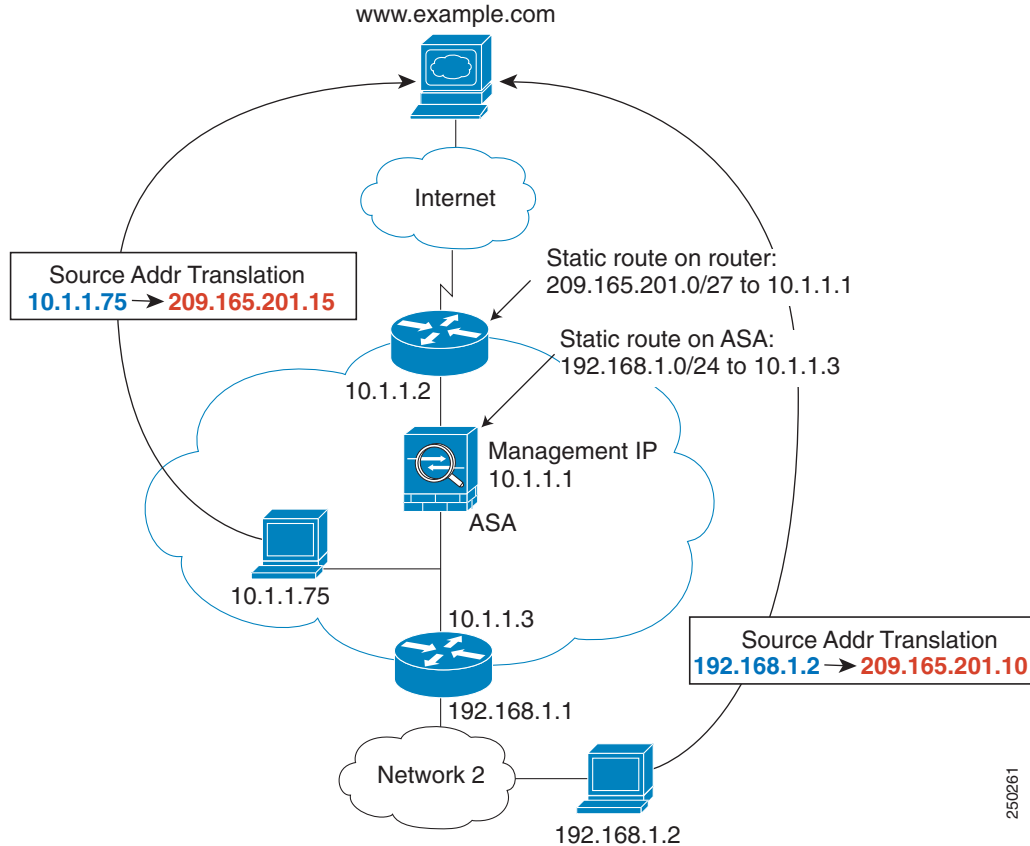 www.example.com
Internet
Source Addr Translation
10.1.1.75 → 209.165.201.15
Static route on router:
209.165.201.0/27 to 10.1.1.1
Static route on ASA:
192.168.1.0/24 to 10.1.1.3
10.1.1.2
Management IP
10.1.1.1
ASA
10.1.1.75
10.1.1.3
Source Addr Translation
192.168.1.2 → 209.165.201.10
192.168.1.1
Network 2
192.168.1.2
250261